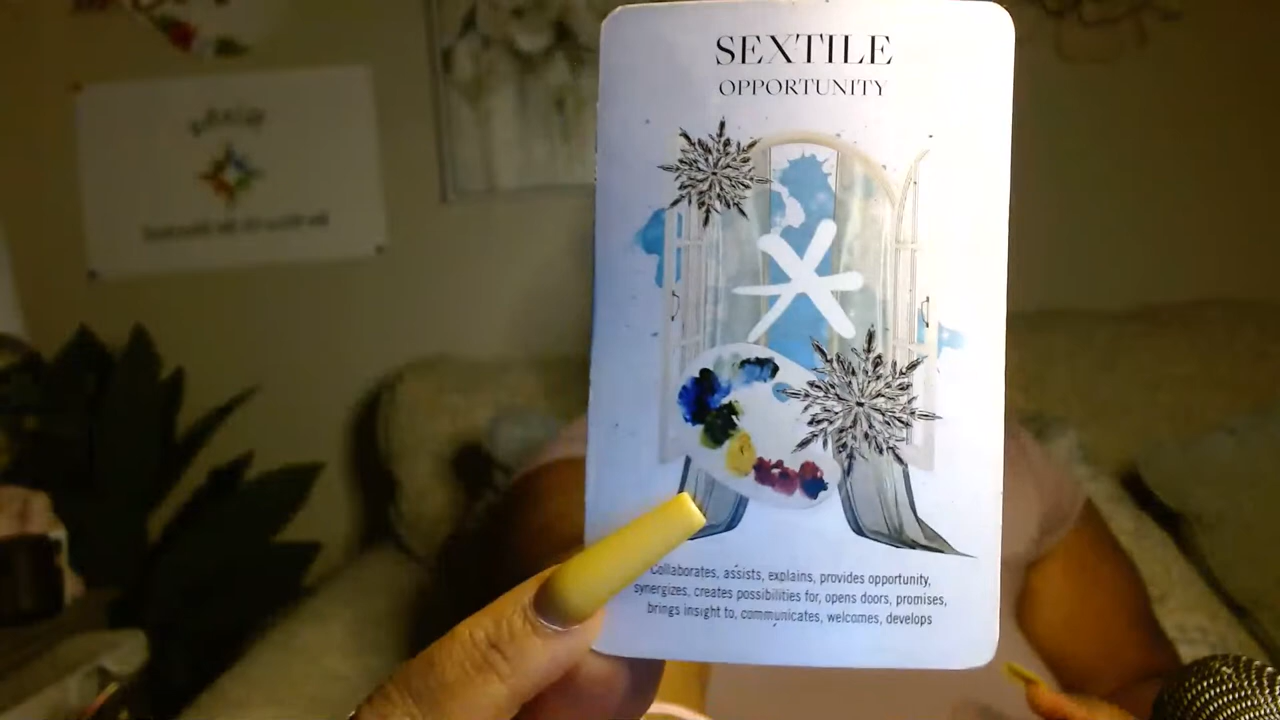 SEXTILE
OPPORTUNITY
Collaborates, assists, explains, provides opportunity,
synergizes, creates possibilities for, opens doors, promises,
brings insight to, communicates, welcomes, develops